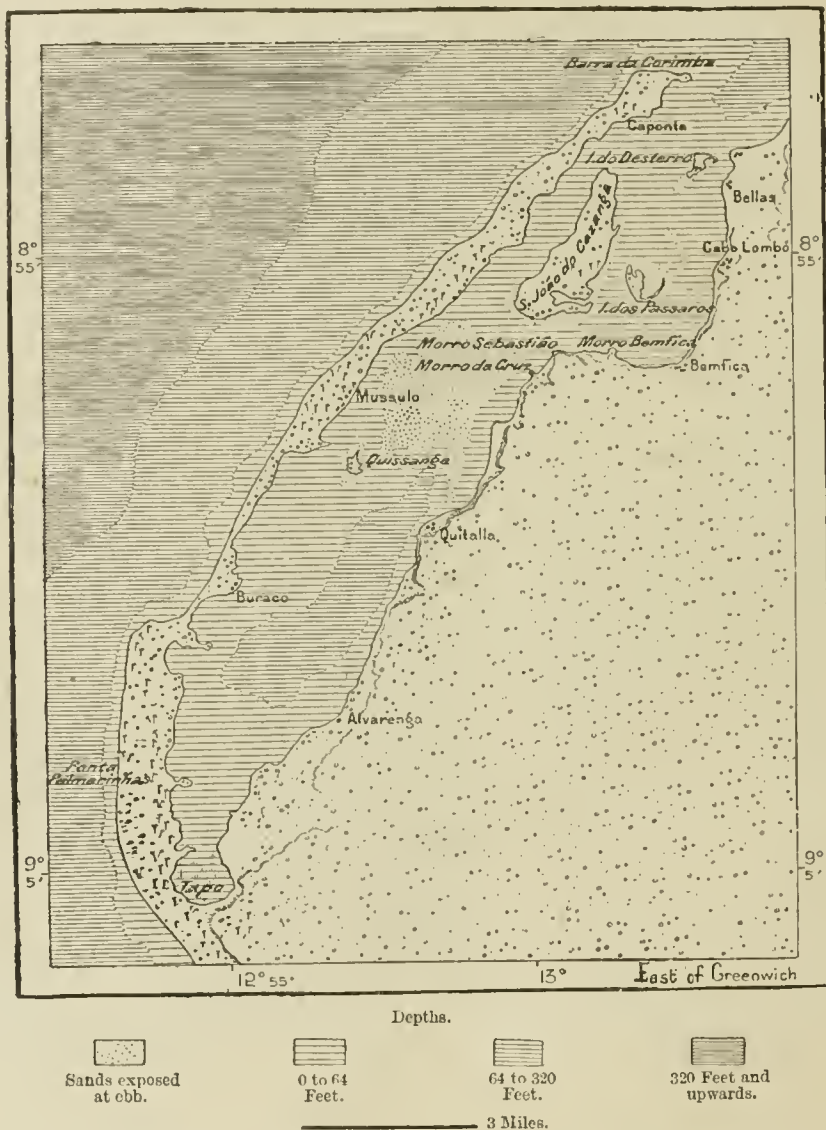 Barra da Corimba
Caponta
I. do Desterro
Bellas
8°
55'
S. João do Cazanga
Cabo Lombo
8°
55'
I. dos Passaros
Morro Sebastião
Morro Bemfica
Morro da Cruz
Bemfica
Mussulo
Quissanga
Quitalla
Buraco
Alvarenga
Palmarinhas
9°
5'
Tapo
9°
5'
12°55'
13°
East of Greenwich
Depths.
Sands exposed
at ebb.
0 to 64
Feet.
64 to 320
Feet.
320 Feet and
upwards.
3 Miles.